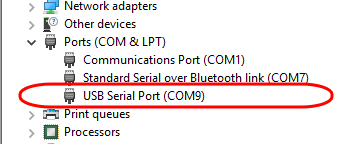 Network adapters
Other devices
Ports (COM & LPT)
Communications Port (COM1)
Standard Serial over Bluetooth link (COM7)
USB Serial Port (COM9)
Print queues
Processors